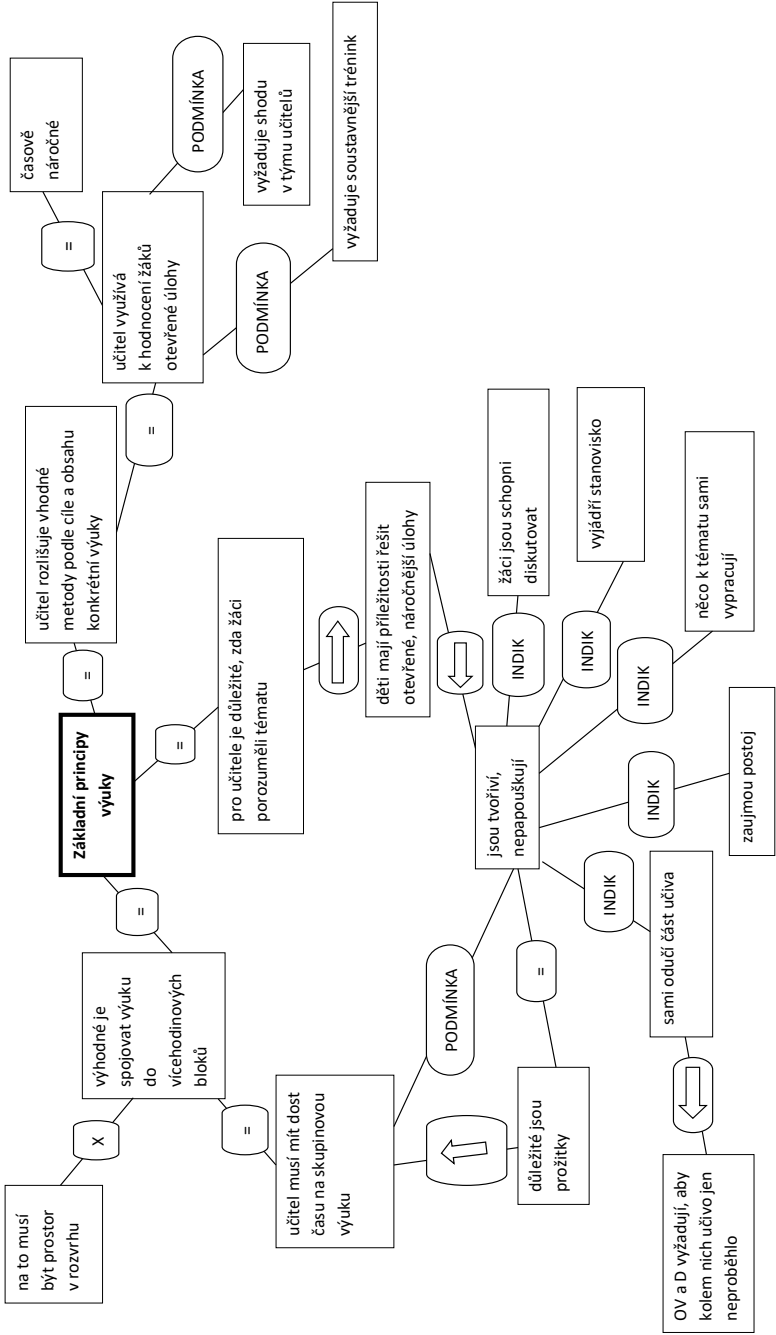 na to musí
být prostor
v rozvrhu
X
výhodné je
spojovat výuku
do
vícehodinových
bloků
=
Základní principy
výuky
=
učitel rozlišuje vhodné
metody podle cíle a obsahu
konkrétní výuky
=
učitel využívá
k hodnocení žáků
otevřené úlohy
=
časově
náročné
PODMÍNKA
vyžaduje shodu
v týmu učitelů
PODMÍNKA
vyžaduje soustavnější trénink
=
pro učitele je důležité, zda žáci
porozuměli tématu
děti mají příležitosti řešit
otevřené, náročnější úlohy
=
učitel musí mít dost
času na skupinovou
výuku
PODMÍNKA
jsou tvořiví,
nepapouškují
=
důležité jsou
prožitky
INDIK
žáci jsou schopni
diskutovat
INDIK
vyjádří stanovisko
INDIK
něco k tématu sami
vypracují
INDIK
zaujmou postoj
INDIK
sami odučí část učiva
OV a D vyžadují, aby
kolem nich učivo jen
neproběhlo